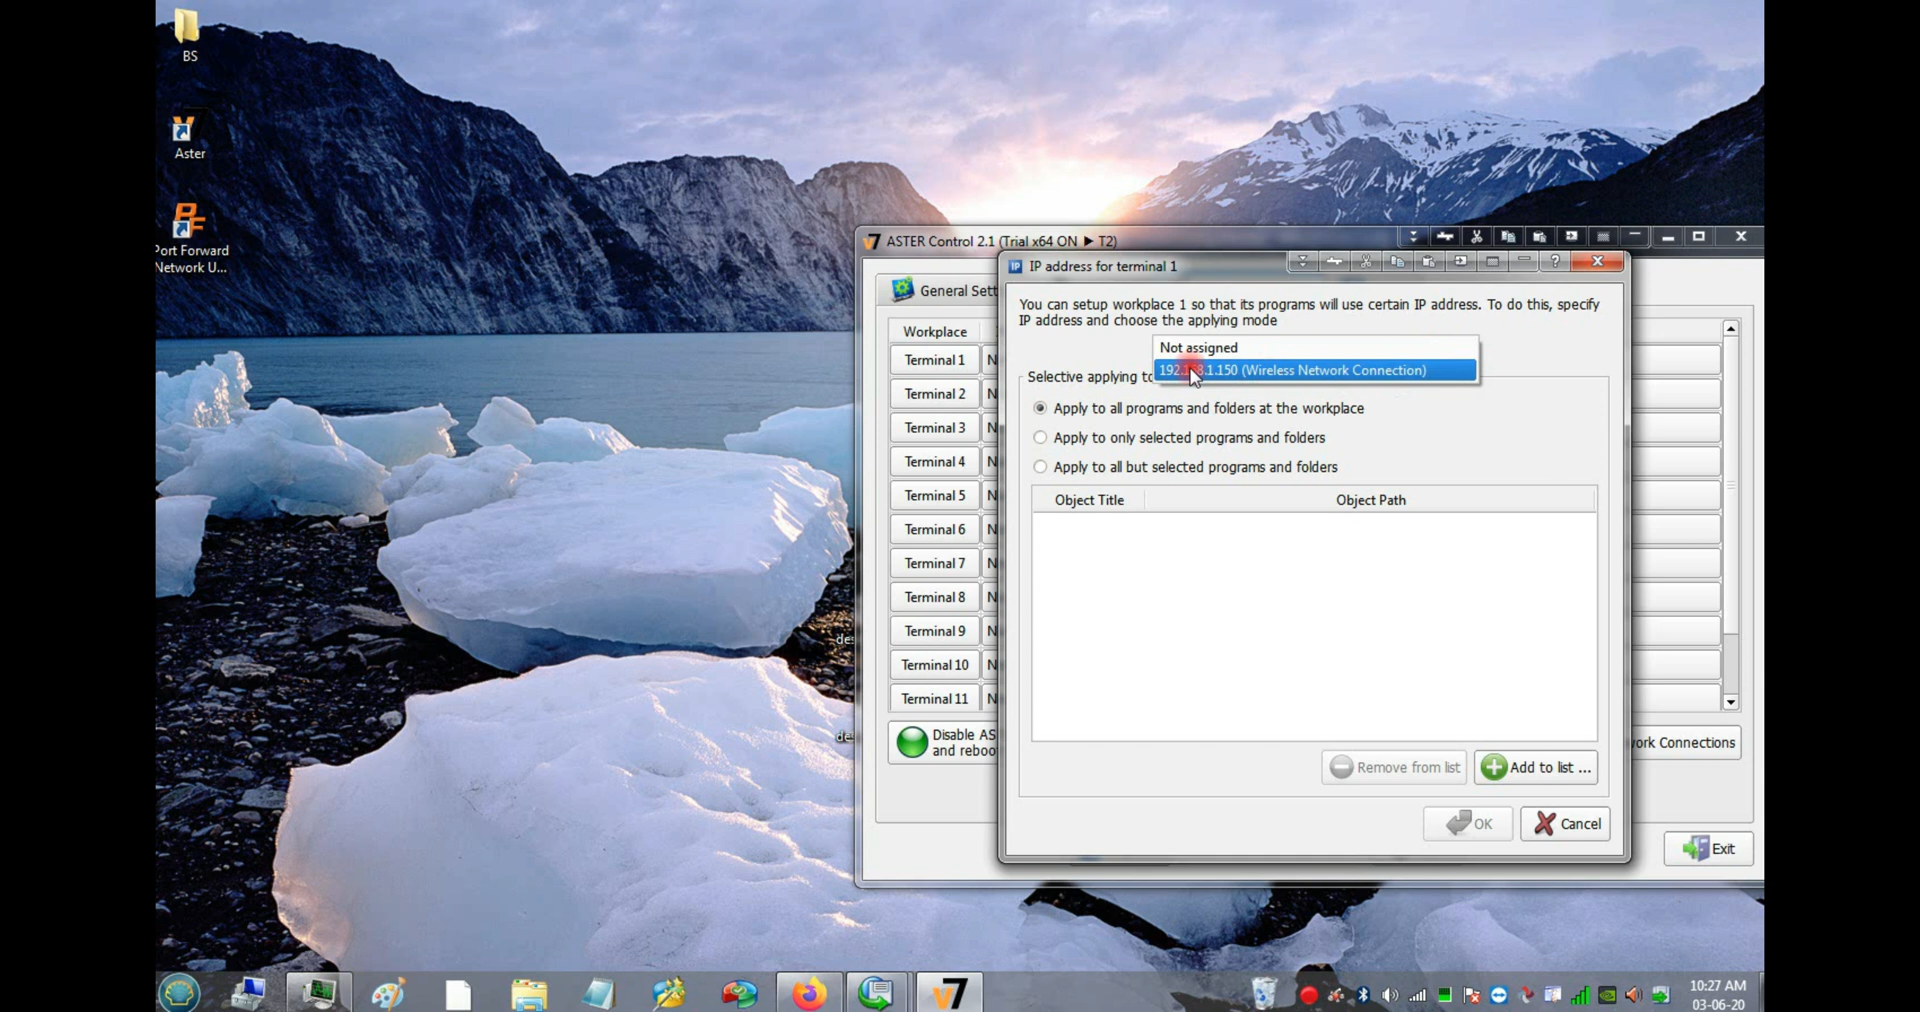 BS
Aster
Port Forward
Network U...
ASTER Control 2.1 (Trial x64 ON ► T2)
IP address for terminal 1
General Sett
You can setup workplace 1 so that its programs will use certain IP address. To do this, specify
IP address and choose the applying mode
Not assigned
192.168.1.150 (Wireless Network Connection)
Selective applying to
Apply to all programs and folders at the workplace
Apply to only selected programs and folders
Apply to all but selected programs and folders
Object Title
Object Path
Workplace
Terminal 1 N
Terminal 2 N
Terminal 3 N
Terminal 4 N
Terminal 5 N
Terminal 6 N
Terminal 7 N
Terminal 8 N
Terminal 9 N
Terminal 10 N
Terminal 11 N
des
de
Disable AS
and reboo
ork Connections
Remove from list
Add to list ...
OK
Cancel
Exit
10:27 AM
03-06-20